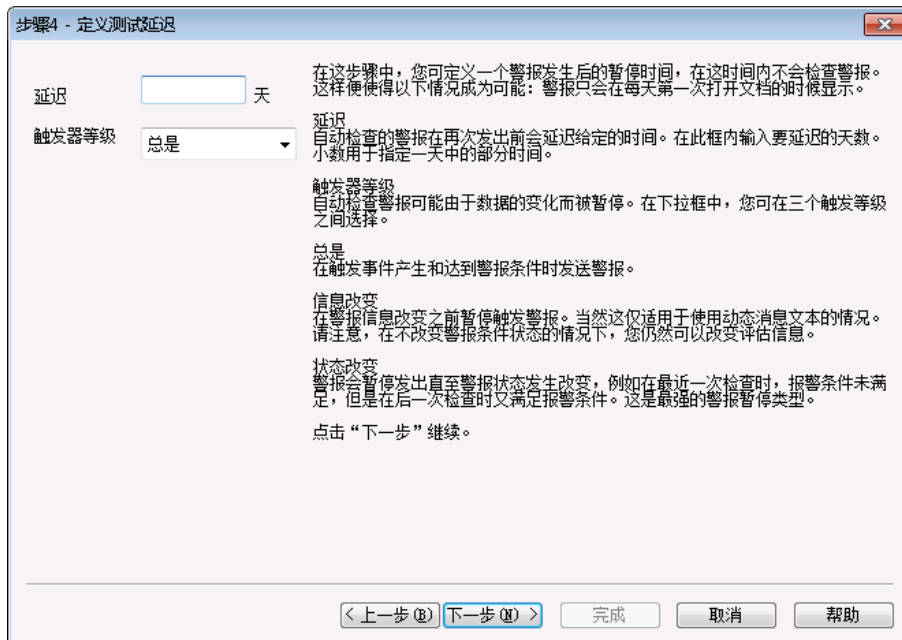 步骤4 - 定义测试延迟
延迟
天
触发器等级
总是
在这步骤中，您可定义一个警报发生后的暂停时间，在这时间内不会检查警报。
这样便使得以下情况成为可能：警报只会在每天第一次打开文档的时候显示。
延迟
自动检查的警报在再次发出前会延迟给定的时间。在此框内输入要延迟的天数。
小数用于指定一天中的部分时间。
触发器等级
自动检查警报可能由于数据的变化而被暂停。在下拉框中，您可在三个触发等级
之间选择。
总是
在触发事件产生和达到警报条件时发送警报。
信息改变
在警报信息改变之前暂停触发警报。当然这仅适用于使用动态消息文本的情况。
请注意，在不改变警报条件状态的情况下，您仍然可以改变评估信息。
状态改变
警报会暂停发出直至警报状态发生改变，例如在最近一次检查时，报警条件未满
足，但是在后一次检查时又满足报警条件。这是最强的警报暂停类型。
点击“下一步”继续。
< 上一步(B)
下一步(N) >
完成
取消
帮助